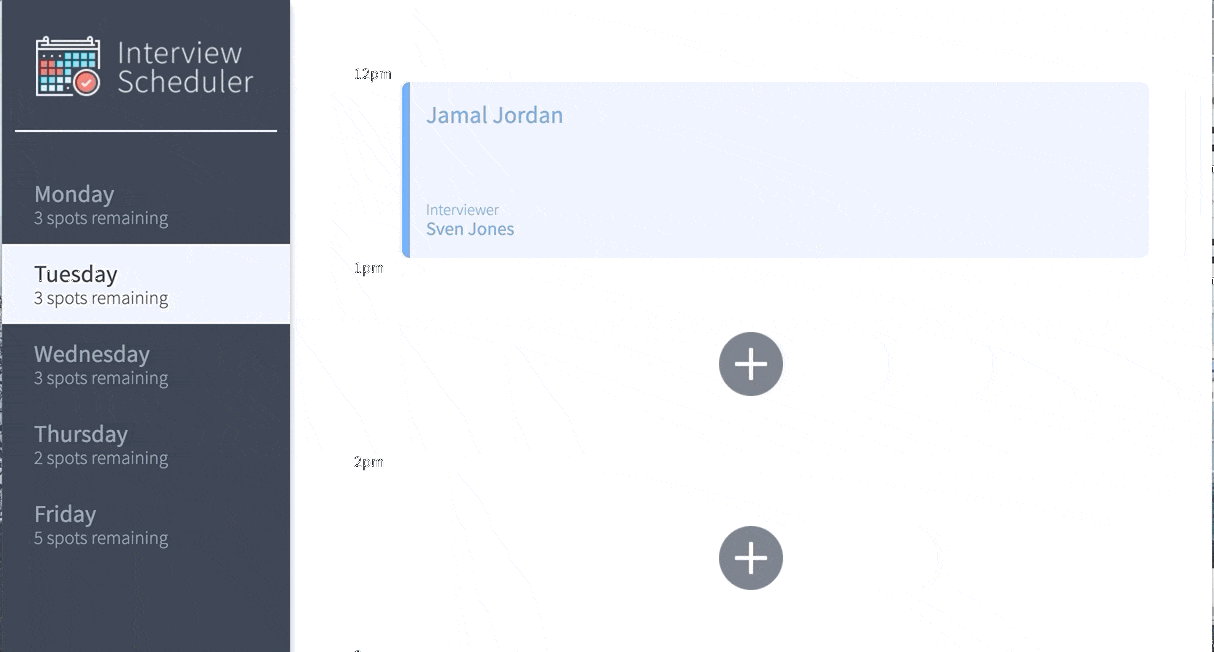 Interview
Scheduler
Monday
3 spots remaining
Tuesday
3 spots remaining
Wednesday
3 spots remaining
Thursday
2 spots remaining
Friday
5 spots remaining
12pm
Jamal Jordan
Interviewer
Sven Jones
1pm
2pm